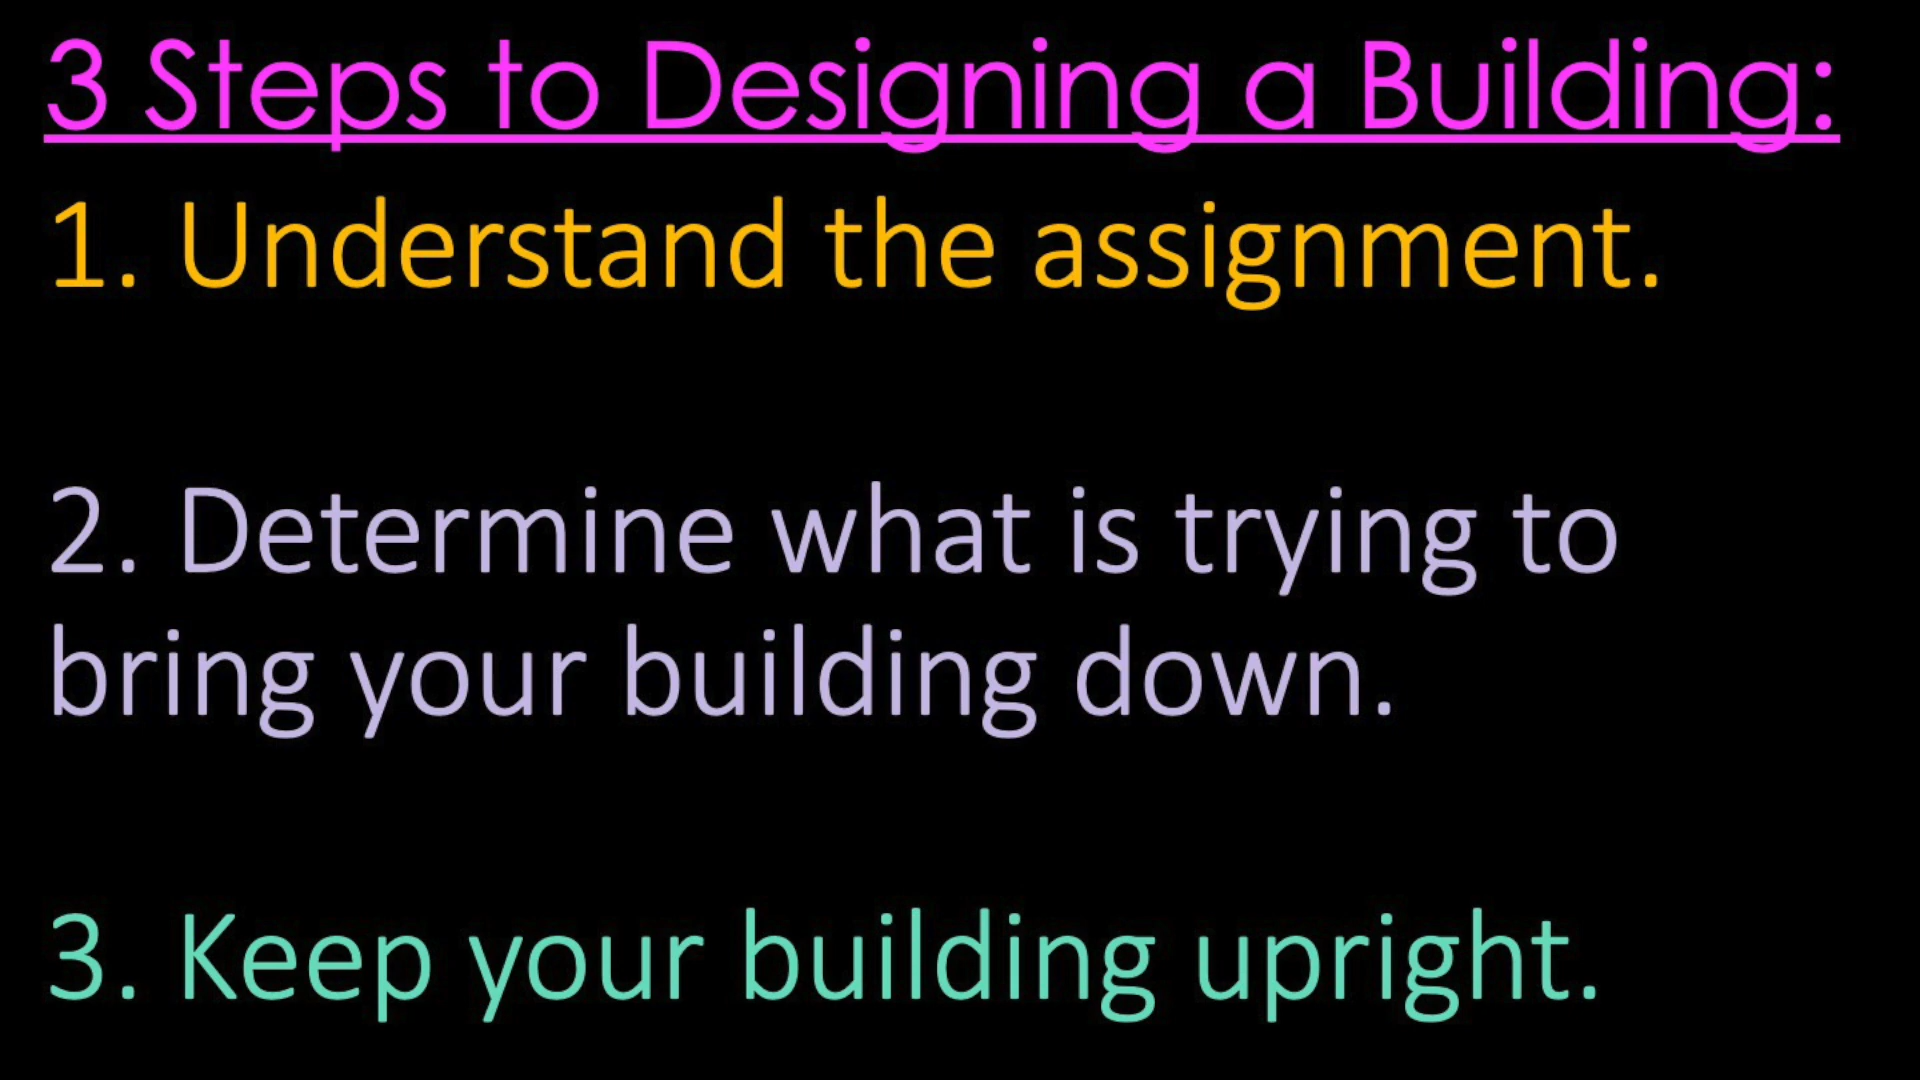 3 Steps to Designing a Building:
1. Understand the assignment.
2. Determine what is trying to
bring your building down.
3. Keep your building upright.